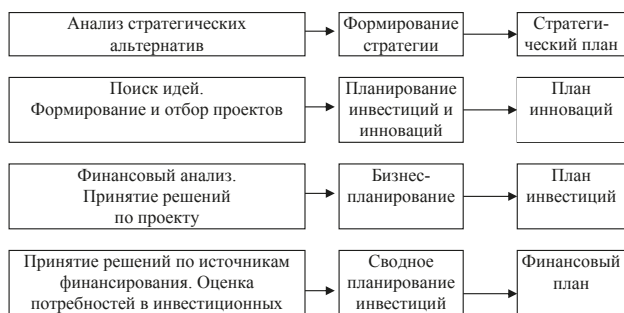 Анализ стратегических
альтернатив
Формирование
стратегии
Стратеги-
ческий план
Поиск идей.
Формирование и отбор проектов
Планирование
инвестиций и
инноваций
План
инноваций
Финансовый анализ.
Принятие решений
по проекту
Бизнес-
планирование
План
инвестиций
Принятие решений по источникам
финансирования. Оценка
потребностей в инвестиционных
Сводное
планирование
инвестиций
Финансовый
план